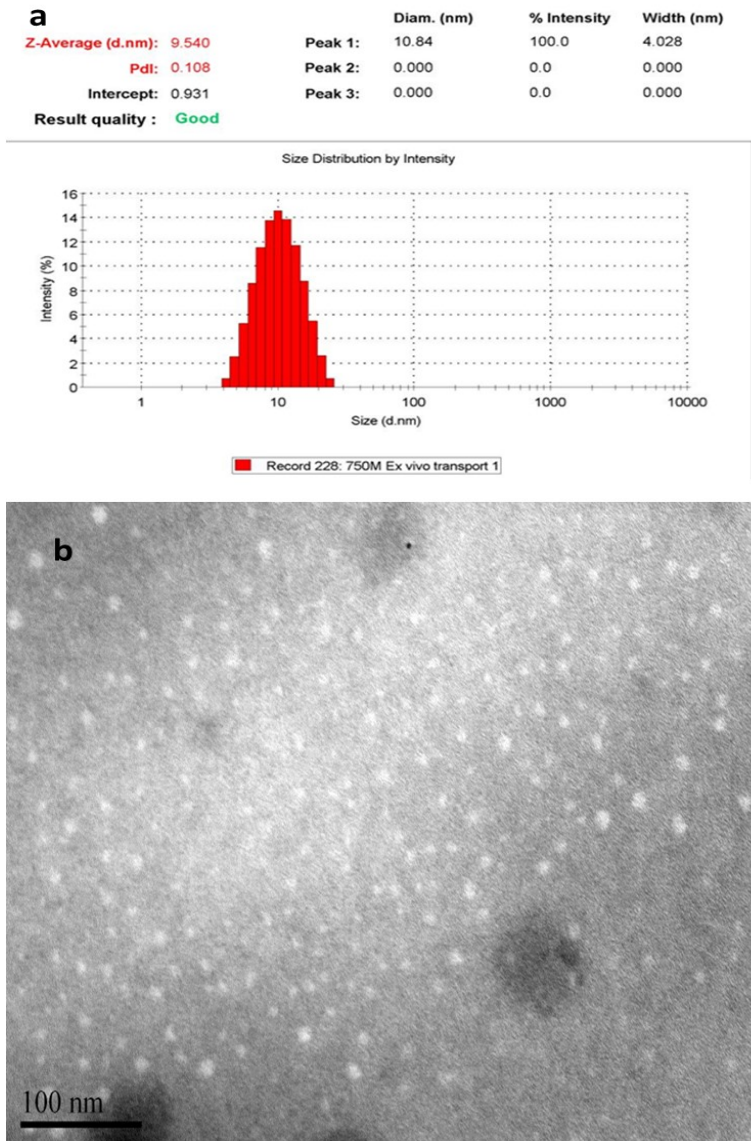 a
Diam. (nm) % Intensity Width (nm)
Z-Average (d.nm): 9.540 Peak 1: 10.84 100.0 4.028
PdI: 0.108 Peak 2: 0.000 0.0 0.000
Intercept: 0.931 Peak 3: 0.000 0.0 0.000
Result quality : Good
Size Distribution by Intensity
16
14
12
10
8
6
4
2
0
Intensity (%)
1 10 100 1000 10000
Size (d.nm)
Record 228: 750M Ex vivo transport 1
b
100 nm